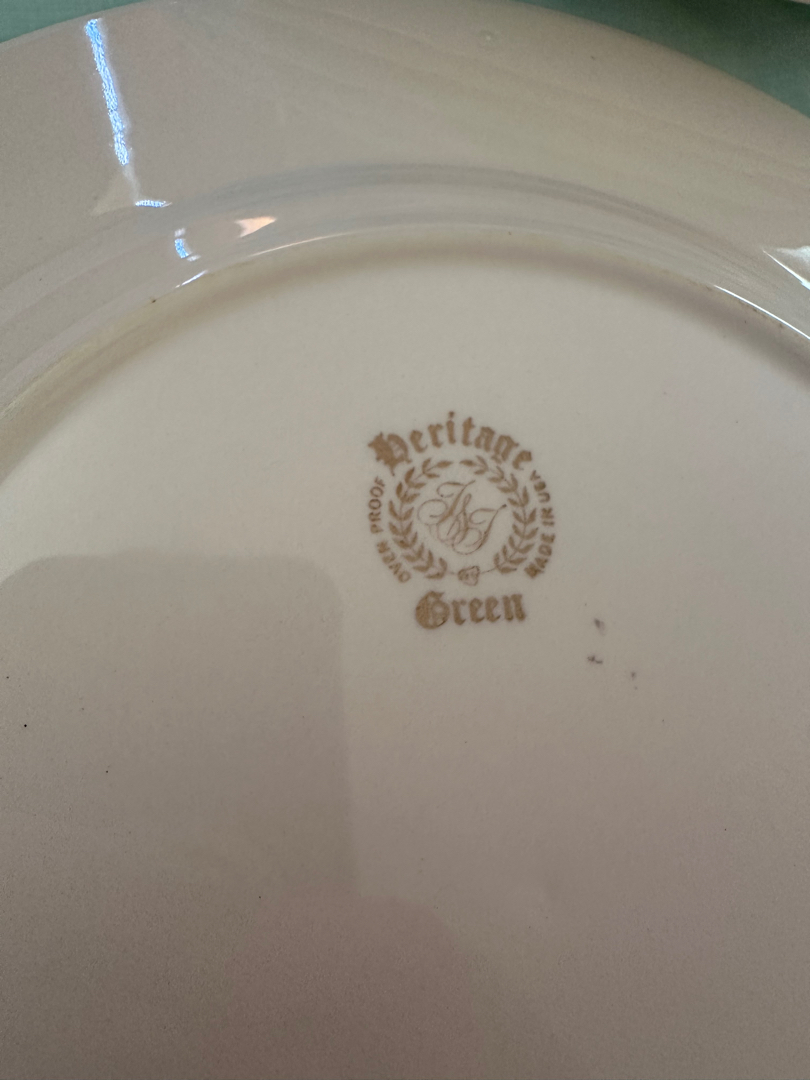 Heritage
OVEN PROOF
MADE IN USA
Green